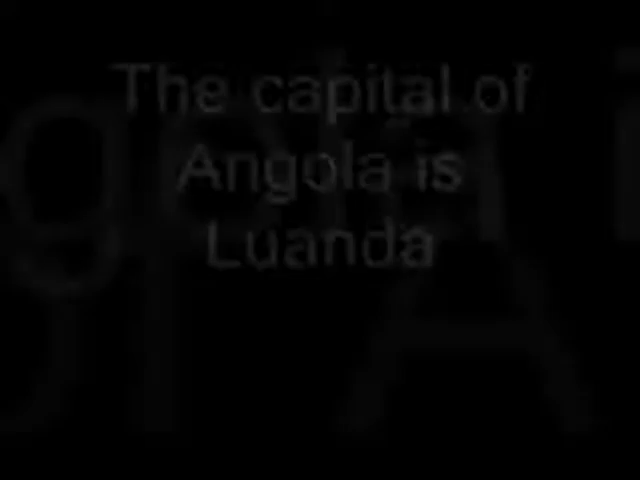 The capital of
Angola is
Luanda